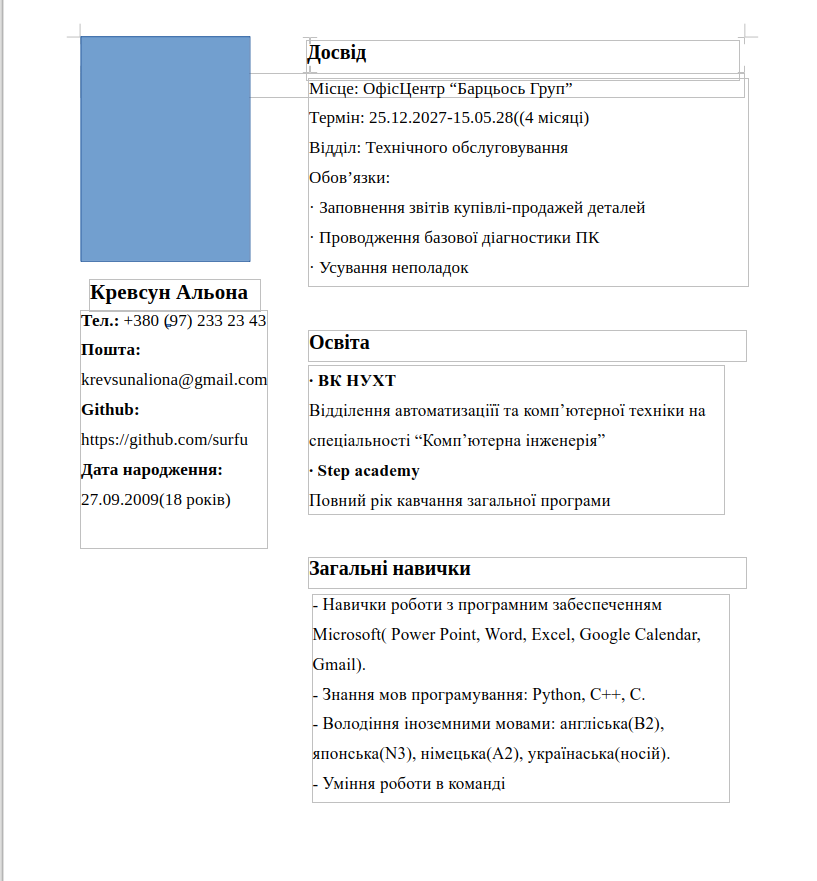 Кревсун Альона
Тел.: +380 (97) 233 23 43
Пошта:
krevsunaliona@gmail.com
Github:
https://github.com/surfu
Дата народження:
27.09.2009(18 років)
Досвід
Місце: ОфісЦентр “Барцьось Груп”
Термін: 25.12.2027-15.05.28((4 місяці)
Відділ: Технічного обслуговування
Обов’язки:
· Заповнення звітів купівлі-продажей деталей
· Проводження базової діагностики ПК
· Усування неполадок
Освіта
· ВК НУХТ
Відділення автоматизаціїї та комп’ютерної техніки на
спеціальності “Комп’ютерна інженерія”
· Step academy
Повний рік кавчання загальної програми
Загальні навички
- Навички роботи з програмним забеспеченням
Microsoft( Power Point, Word, Excel, Google Calendar,
Gmail).
- Знання мов програмування: Python, C++, C.
- Володіння іноземними мовами: англіська(B2),
японська(N3), німецька(A2), українаська(носій).
- Уміння роботи в команді